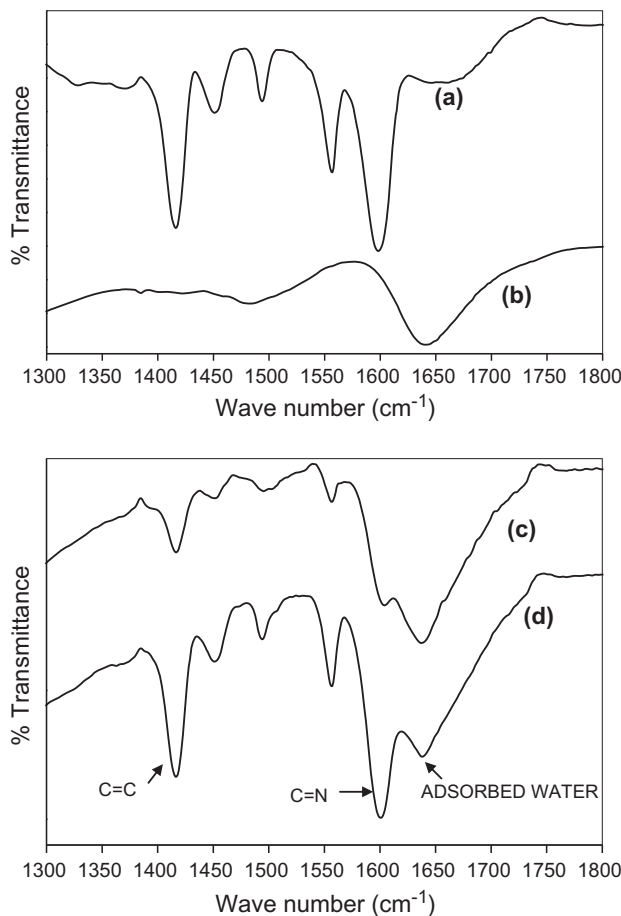 % Transmittance
(a)
(b)
1300 1350 1400 1450 1500 1550 1600 1650 1700 1750 1800
Wave number (cm⁻¹)
% Transmittance
(c)
(d)
C=C
C=N
ADSORBED WATER
1300 1350 1400 1450 1500 1550 1600 1650 1700 1750 1800
Wave number (cm⁻¹)